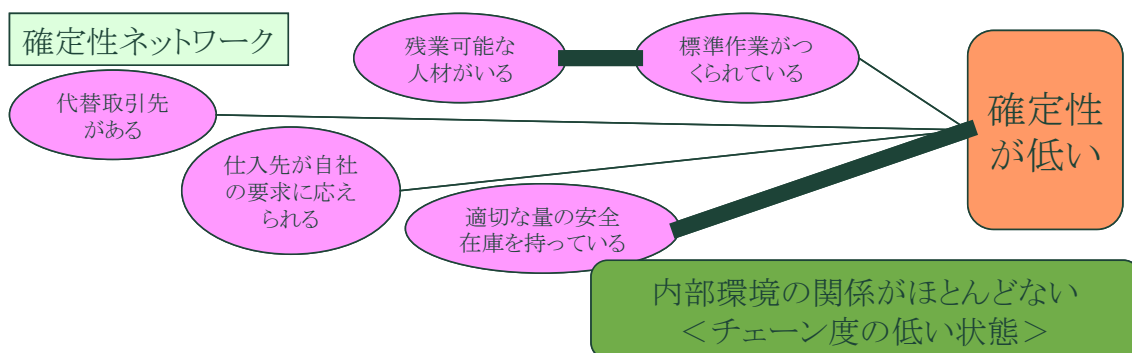 確定性ネットワーク
残業可能な
人材がいる
標準作業がつ
くられている
代替取引先
がある
仕入先が自社
の要求に応え
られる
適切な量の安全
在庫を持っている
確定性
が低い
内部環境の関係がほとんどない
＜チェーン度の低い状態＞